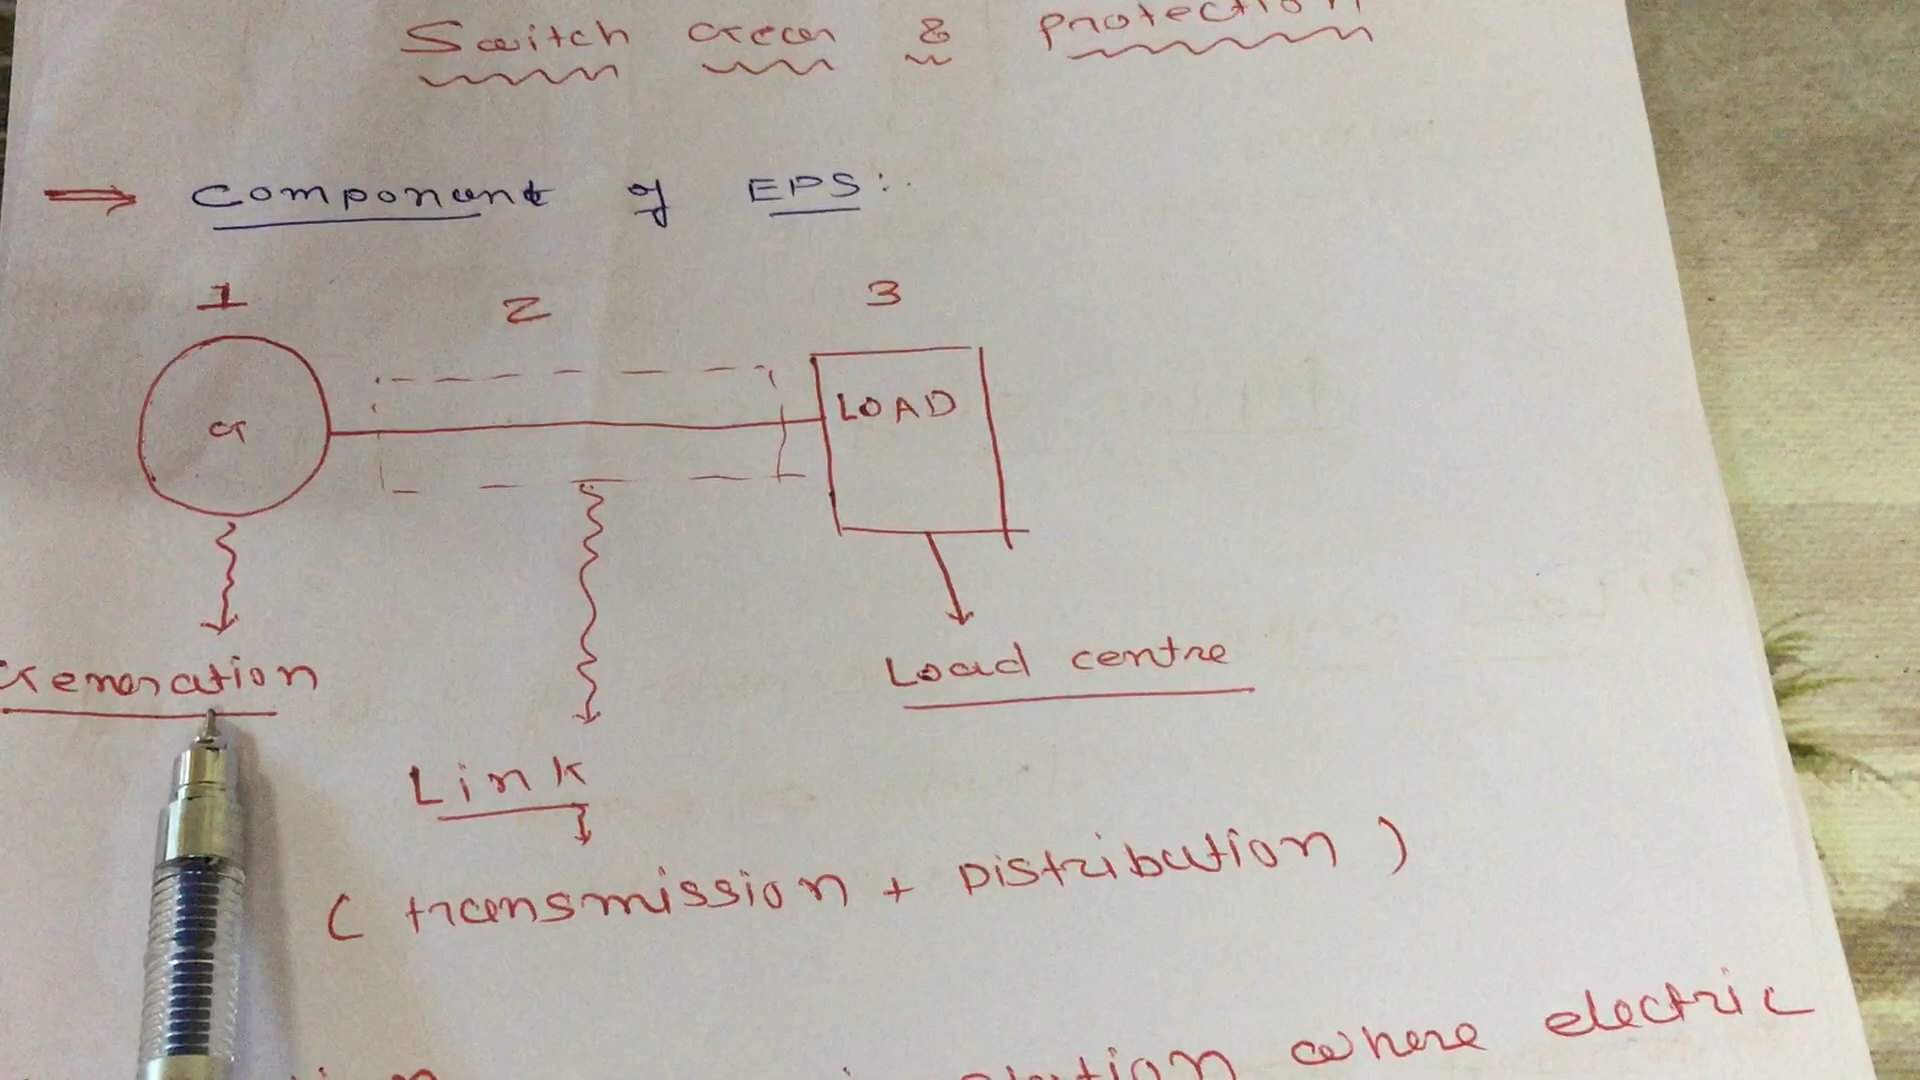 Switch Gear & protection
Component of EPS:
1 2 3
G
LOAD
Generation
Load centre
Link
(transmission + Distribution)
where electric